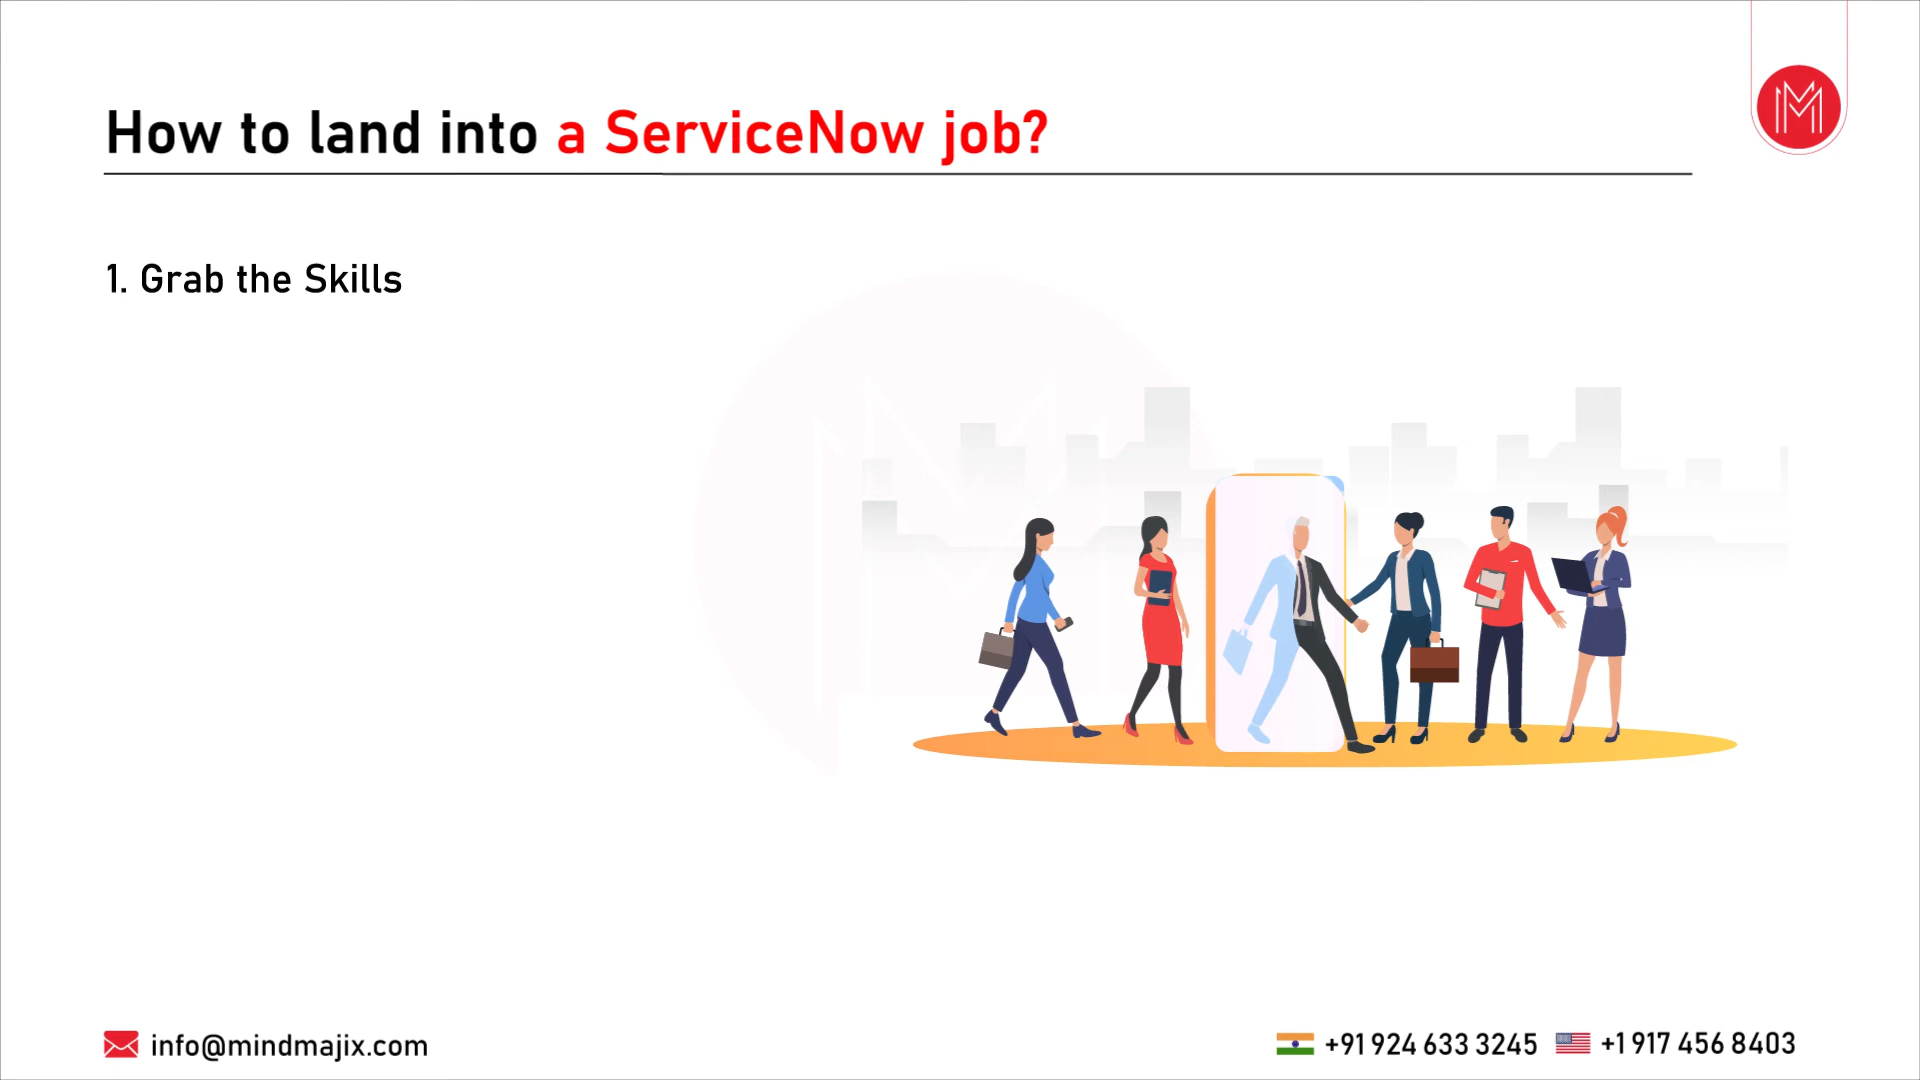 How to land into a ServiceNow job?
1. Grab the Skills
info@mindmajix.com
+91 924 633 3245
+1 917 456 8403